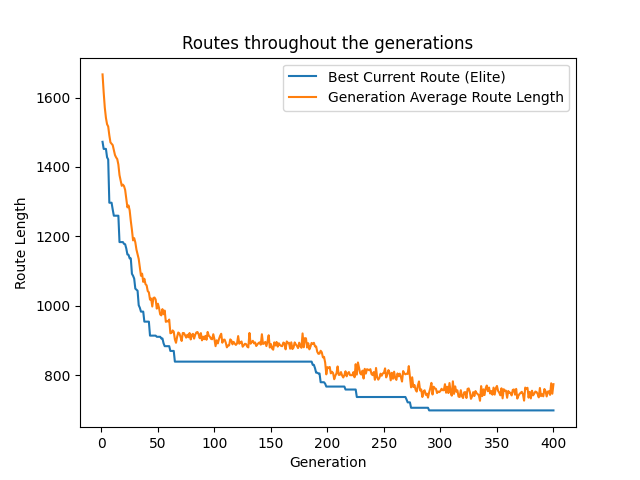 Routes throughout the generations
Best Current Route (Elite)
Generation Average Route Length
Route Length
1600
1400
1200
1000
800
0 50 100 150 200 250 300 350 400
Generation